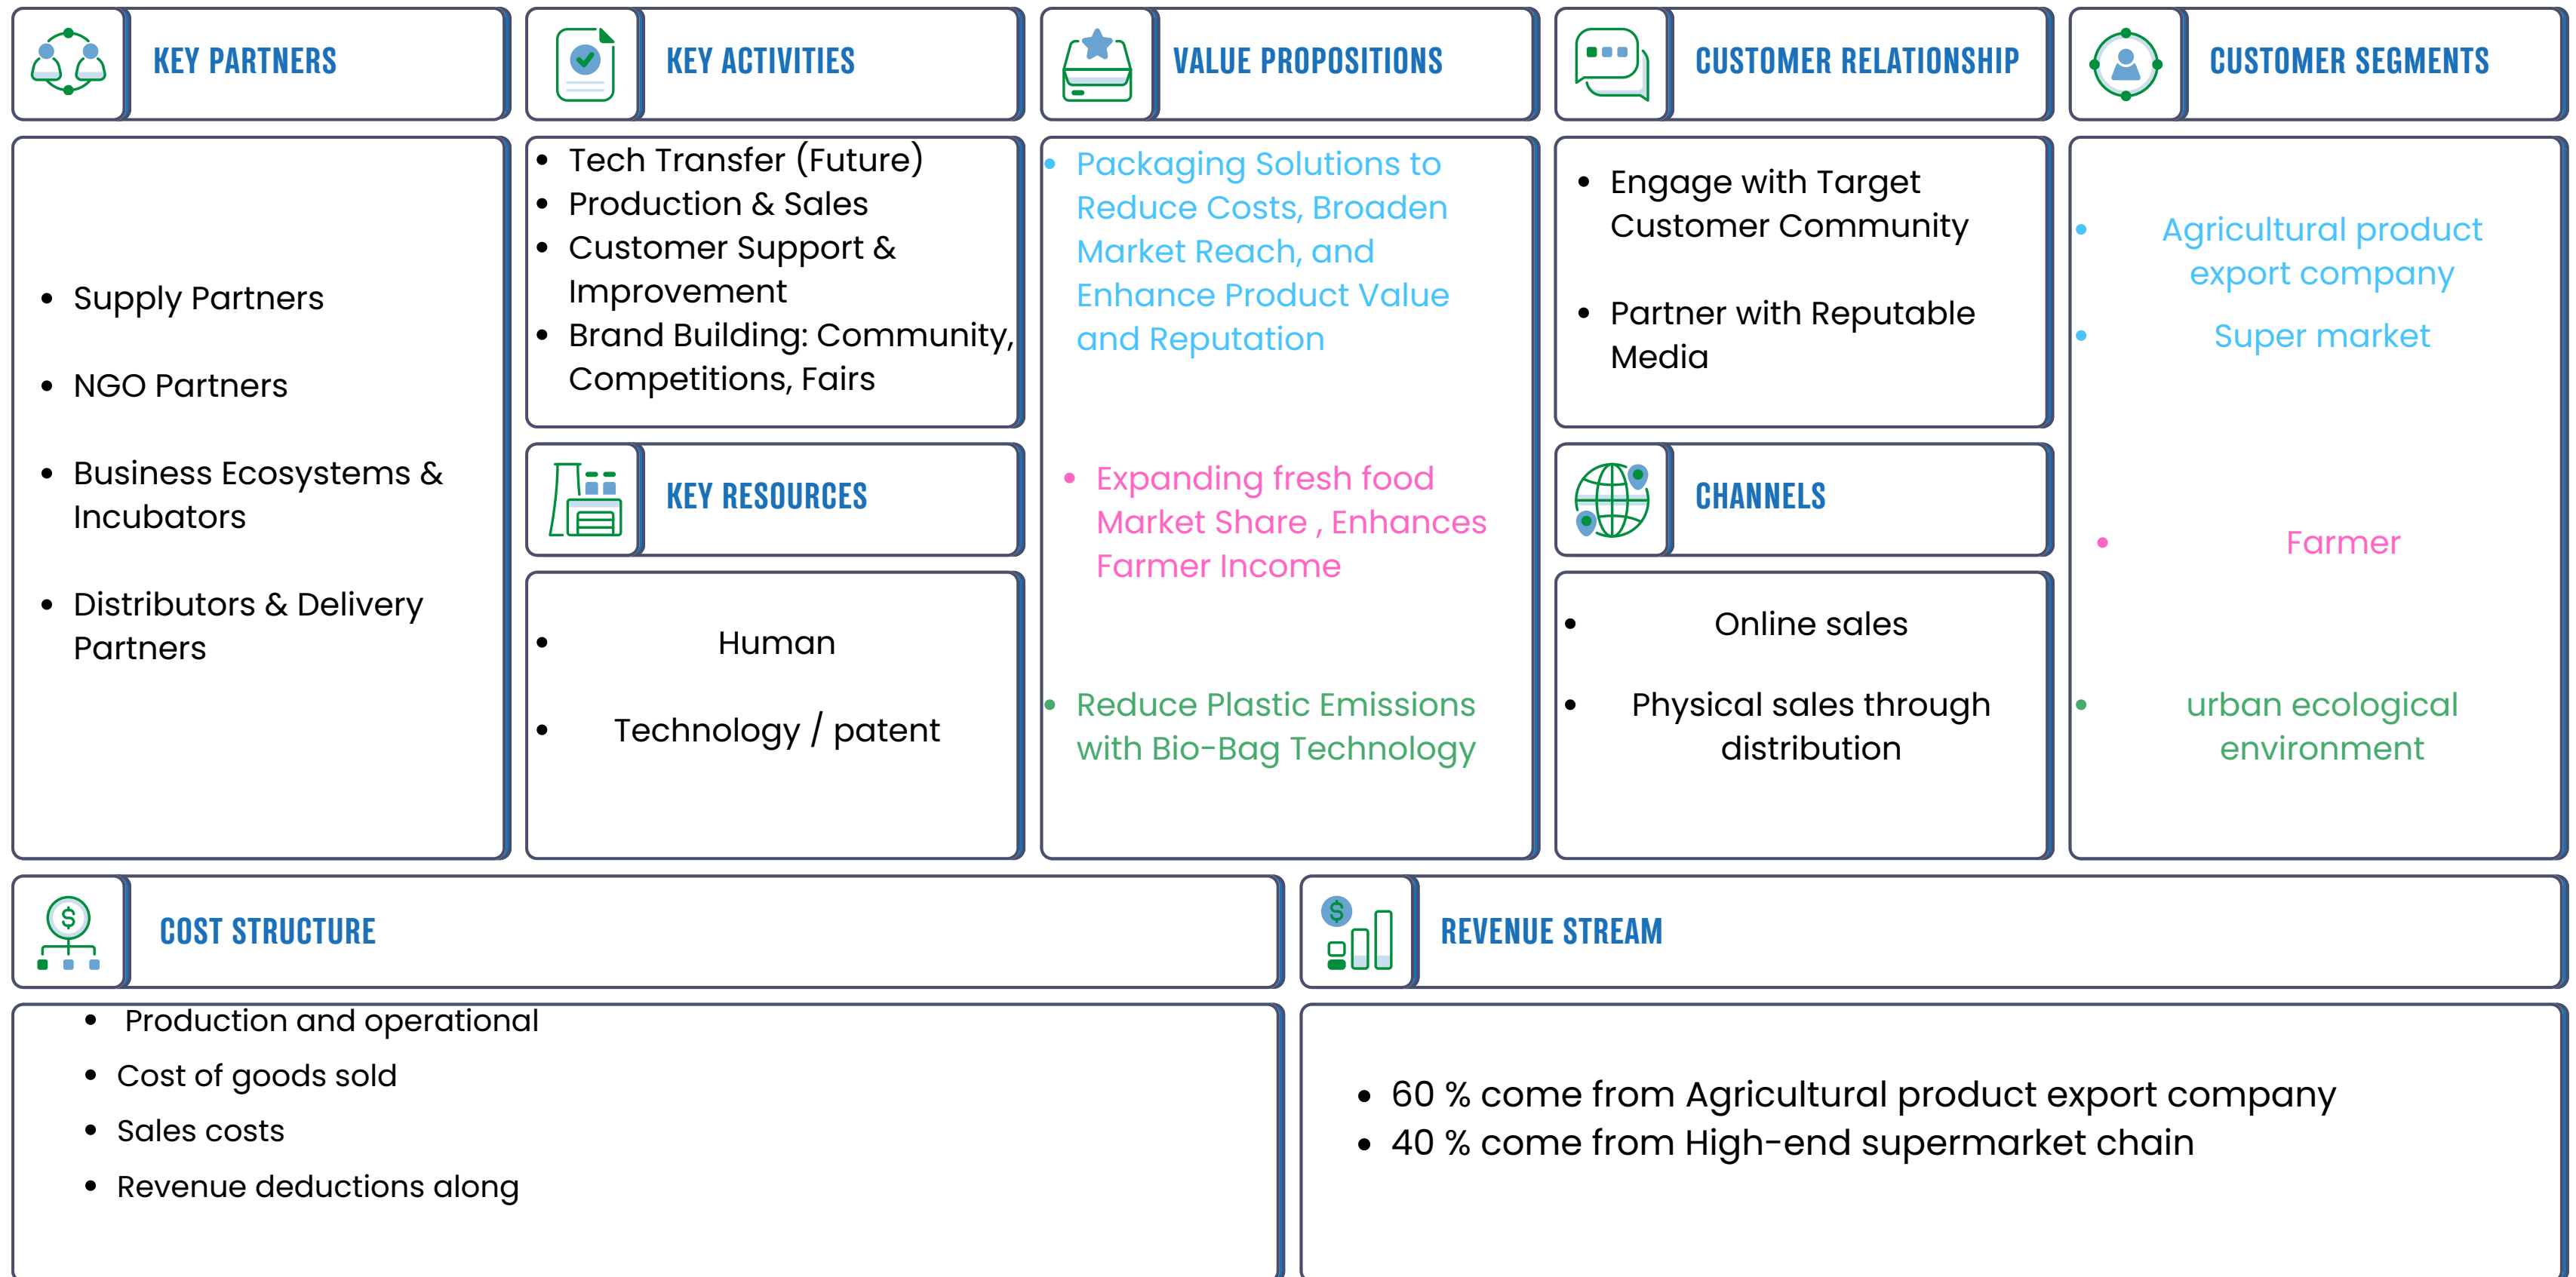 KEY PARTNERS
• Supply Partners
• NGO Partners
• Business Ecosystems &
Incubators
• Distributors & Delivery
Partners
KEY ACTIVITIES
• Tech Transfer (Future)
• Production & Sales
• Customer Support &
Improvement
• Brand Building: Community,
Competitions, Fairs
KEY RESOURCES
• Human
• Technology / patent
VALUE PROPOSITIONS
• Packaging Solutions to
Reduce Costs, Broaden
Market Reach, and
Enhance Product Value
and Reputation
• Expanding fresh food
Market Share , Enhances
Farmer Income
• Reduce Plastic Emissions
with Bio-Bag Technology
CUSTOMER RELATIONSHIP
• Engage with Target
Customer Community
• Partner with Reputable
Media
CHANNELS
• Online sales
• Physical sales through
distribution
CUSTOMER SEGMENTS
• Agricultural product
export company
• Super market
• Farmer
• urban ecological
environment
COST STRUCTURE
• Production and operational
• Cost of goods sold
• Sales costs
• Revenue deductions along
REVENUE STREAM
• 60 % come from Agricultural product export company
• 40 % come from High-end supermarket chain